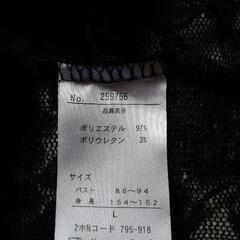 No. 259756
品質表示
ポリエステル 97%
ポリウレタン 3%
サイズ
バスト 86~94
身長 154~162
L
2ホNコード 795-918